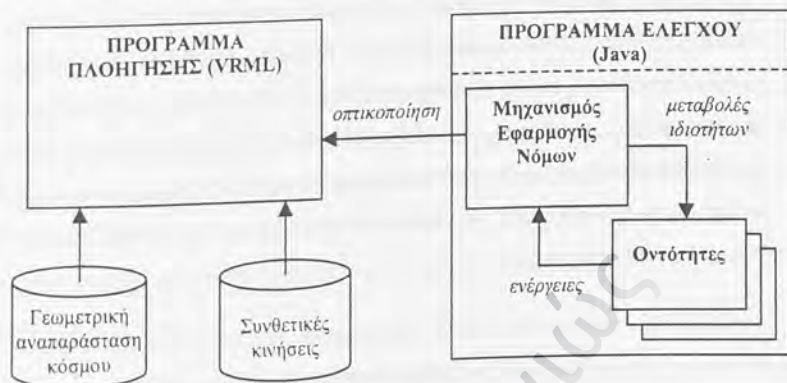 ΠΡΟΓΡΑΜΜΑ
ΠΛΟΗΓΗΣΗΣ (VRML)
ΠΡΟΓΡΑΜΜΑ ΕΛΕΓΧΟΥ
(Java)
οπτικοποίηση
Μηχανισμός
Εφαρμογής
Νόμων
μεταβολές
ιδιοτήτων
Οντότητες
ενέργειες
Γεωμετρική
αναπαράσταση
κόσμου
Συνθετικές
κινήσεις